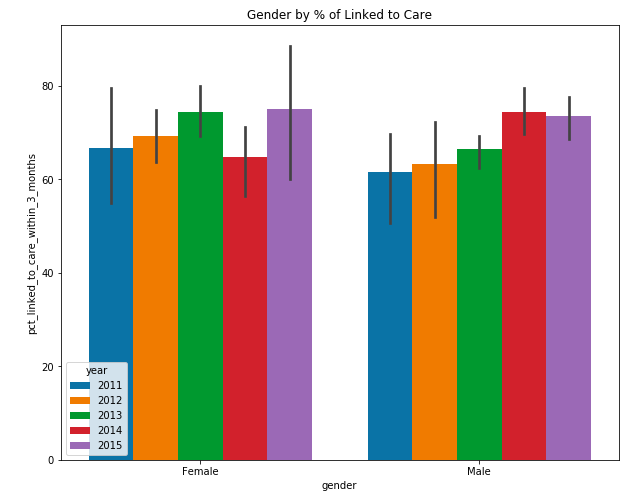 Gender by % of Linked to Care
pct_linked_to_care_within_3_months
80
60
40
20
0
year
2011
2012
2013
2014
2015
Female
Male
gender